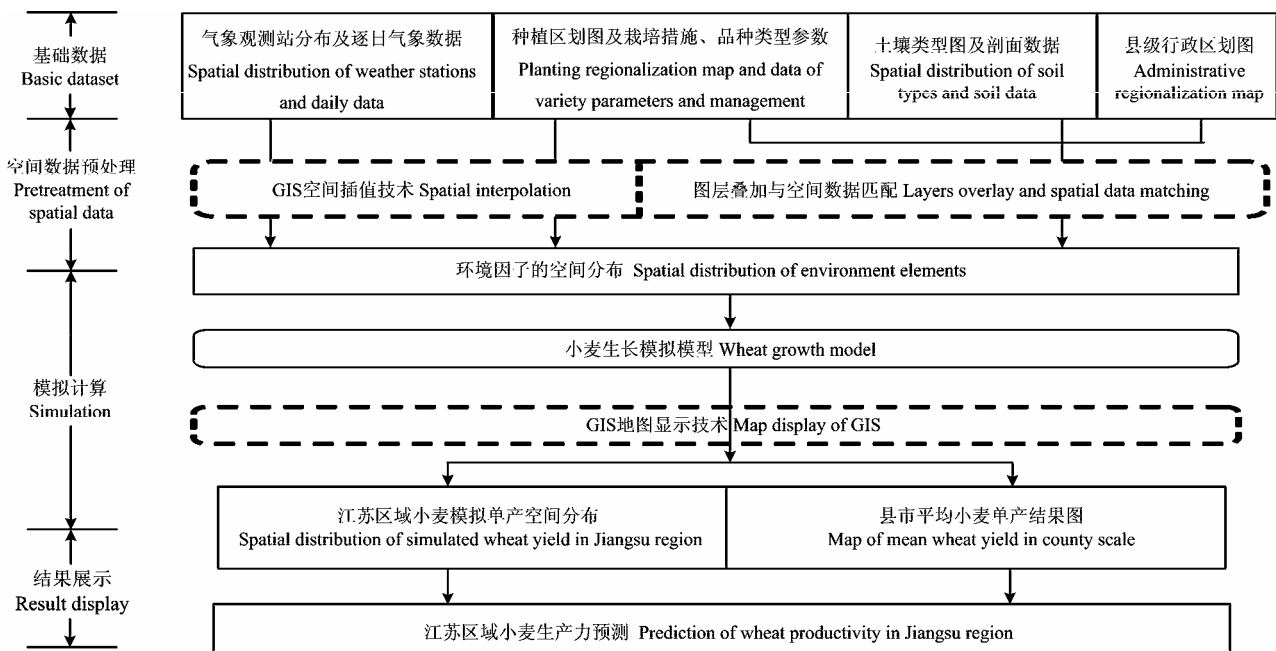 基础数据
Basic dataset
气象观测站分布及逐日气象数据
Spatial distribution of weather stations
and daily data
种植区划图及栽培措施、品种类型参数
Planting regionalization map and data of
variety parameters and management
土壤类型图及剖面数据
Spatial distribution of soil
types and soil data
县级行政区划图
Administrative
regionalization map
空间数据预处理
Pretreatment of
spatial data
GIS空间插值技术 Spatial interpolation
图层叠加与空间数据匹配 Layers overlay and spatial data matching
环境因子的空间分布 Spatial distribution of environment elements
模拟计算
Simulation
小麦生长模拟模型 Wheat growth model
GIS地图显示技术 Map display of GIS
江苏区域小麦模拟单产空间分布
Spatial distribution of simulated wheat yield in Jiangsu region
县市平均小麦单产结果图
Map of mean wheat yield in county scale
结果展示
Result display
江苏区域小麦生产力预测 Prediction of wheat productivity in Jiangsu region